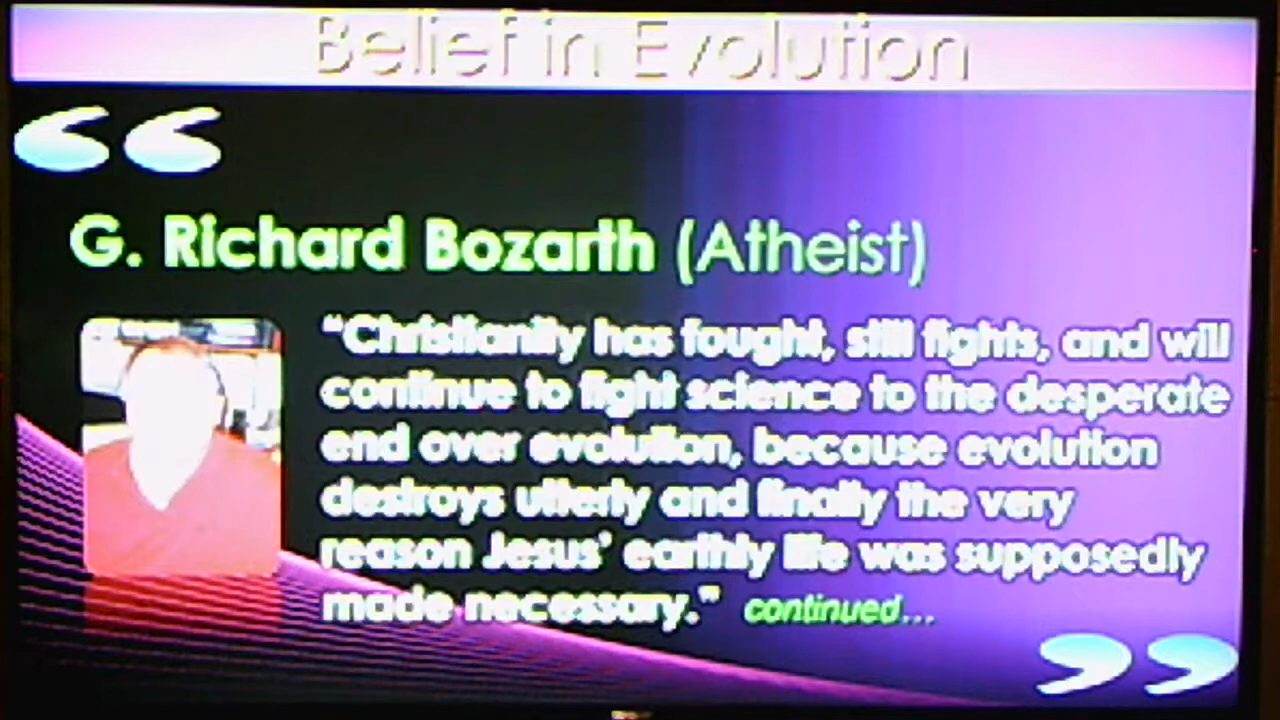 Belief in Evolution
“
G. Richard Bozarth (Atheist)
“Christianity has fought, still fights, and will
continue to fight science to the desperate
end over evolution, because evolution
destroys utterly and finally the very
reason Jesus’ earthly life was supposedly
made necessary.” continued...
”